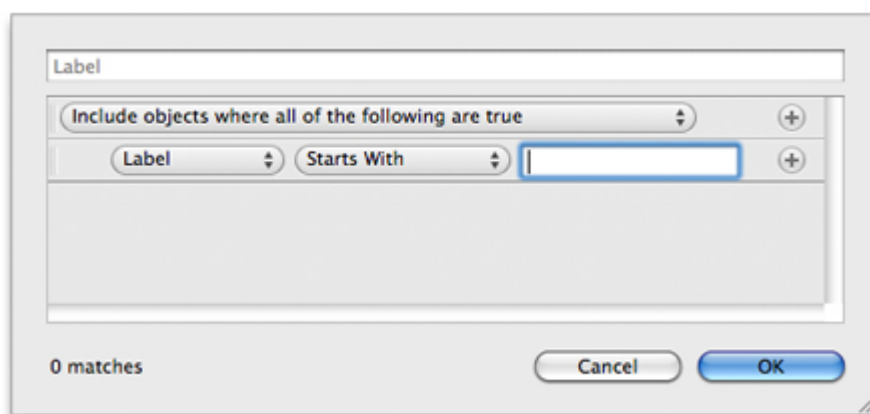 Label
Include objects where all of the following are true
Label Starts With
0 matches Cancel OK